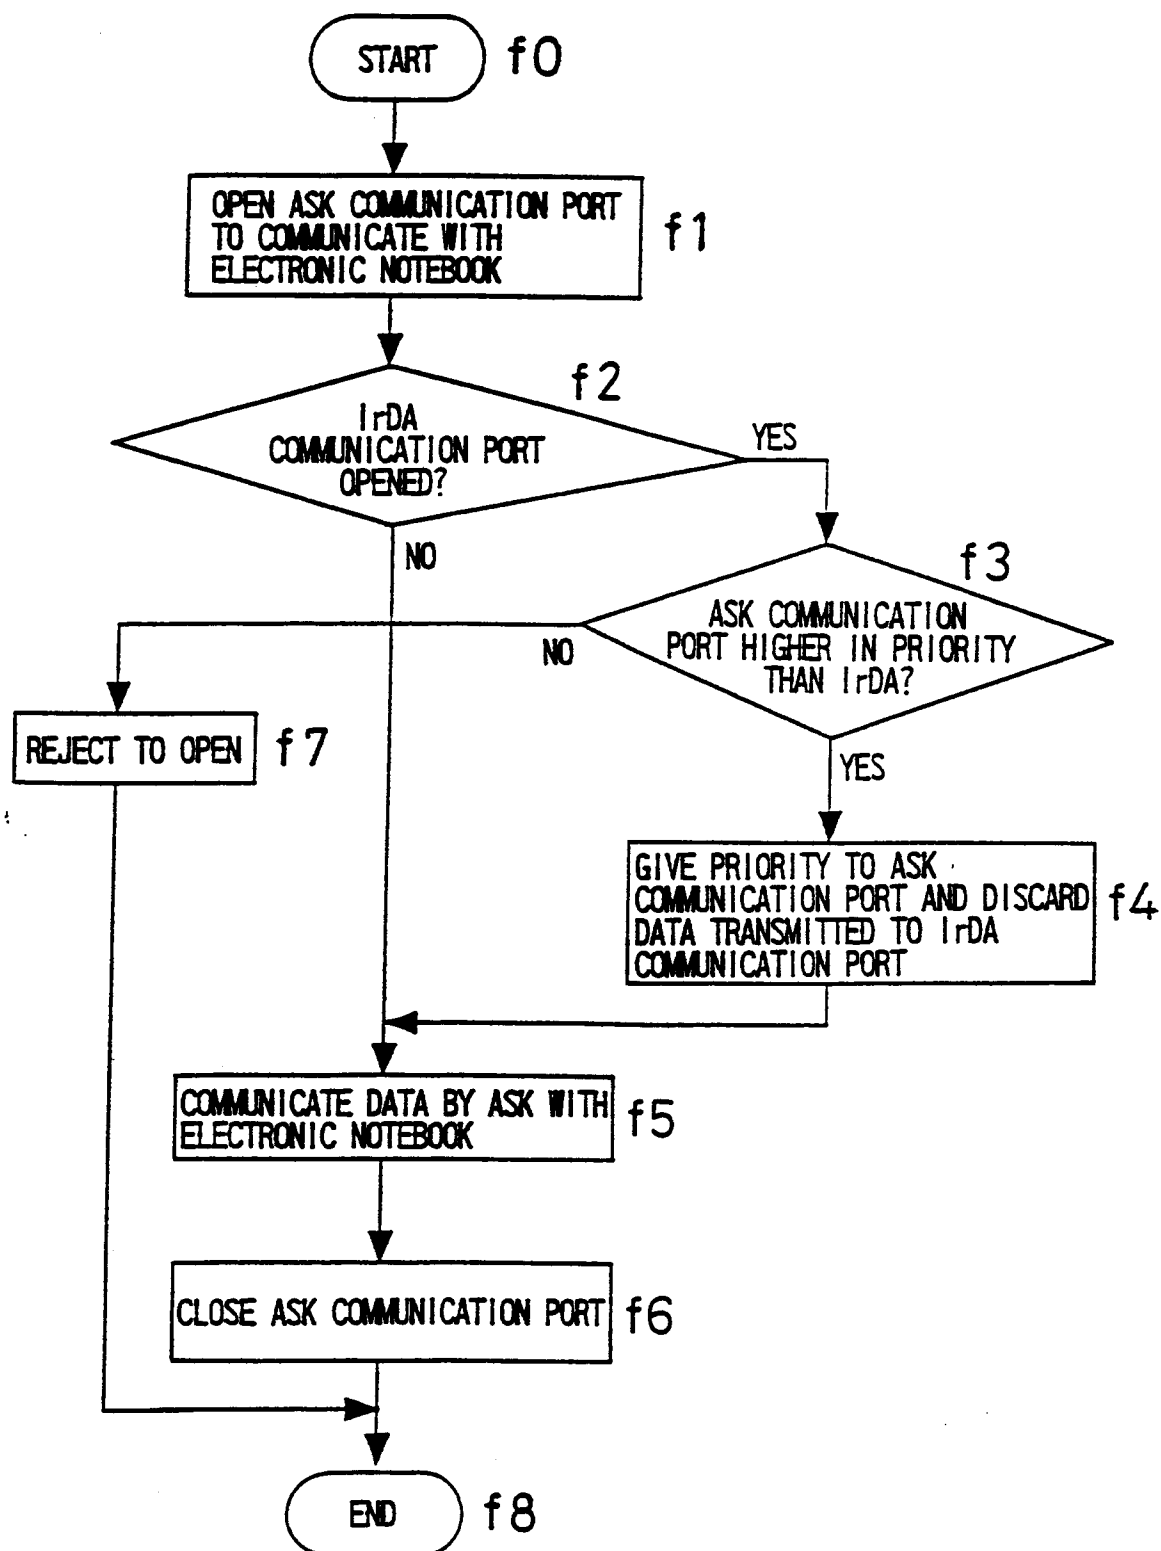 START
f0
OPEN ASK COMMUNICATION PORT
TO COMMUNICATE WITH
ELECTRONIC NOTEBOOK
f1
f2
IrDA
COMMUNICATION PORT
OPENED?
YES
NO
f3
ASK COMMUNICATION
PORT HIGHER IN PRIORITY
THAN IrDA?
NO
YES
REJECT TO OPEN
f7
GIVE PRIORITY TO ASK
COMMUNICATION PORT AND DISCARD
DATA TRANSMITTED TO IrDA
COMMUNICATION PORT
f4
COMMUNICATE DATA BY ASK WITH
ELECTRONIC NOTEBOOK
f5
CLOSE ASK COMMUNICATION PORT
f6
END
f8